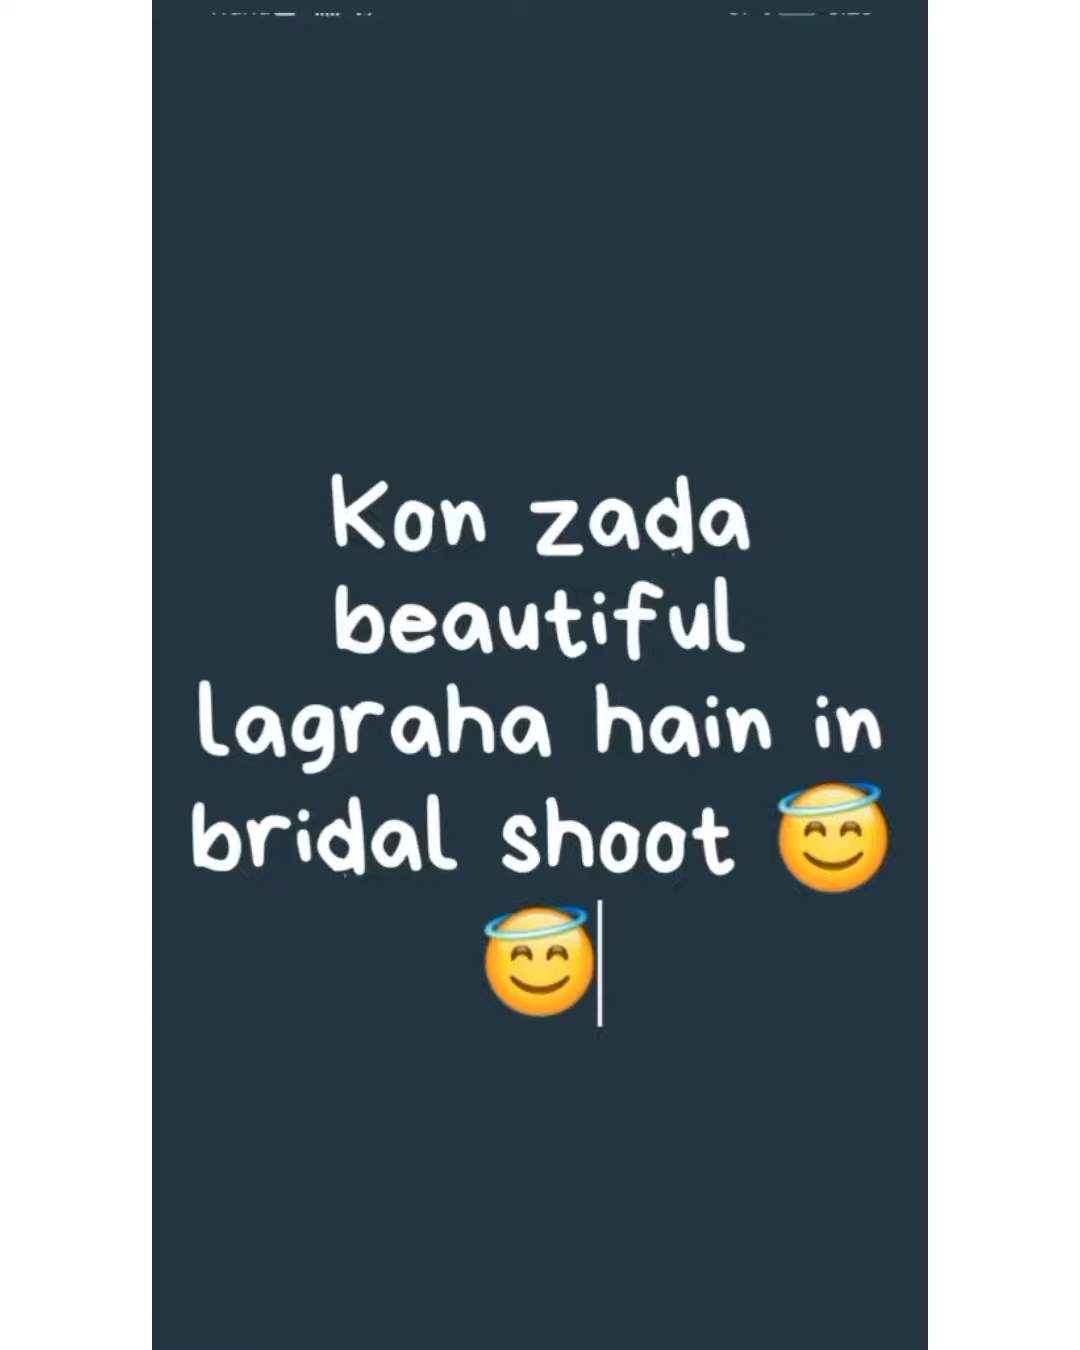 Kon zada
beautiful
lagraha hain in
bridal shoot 😇
😇